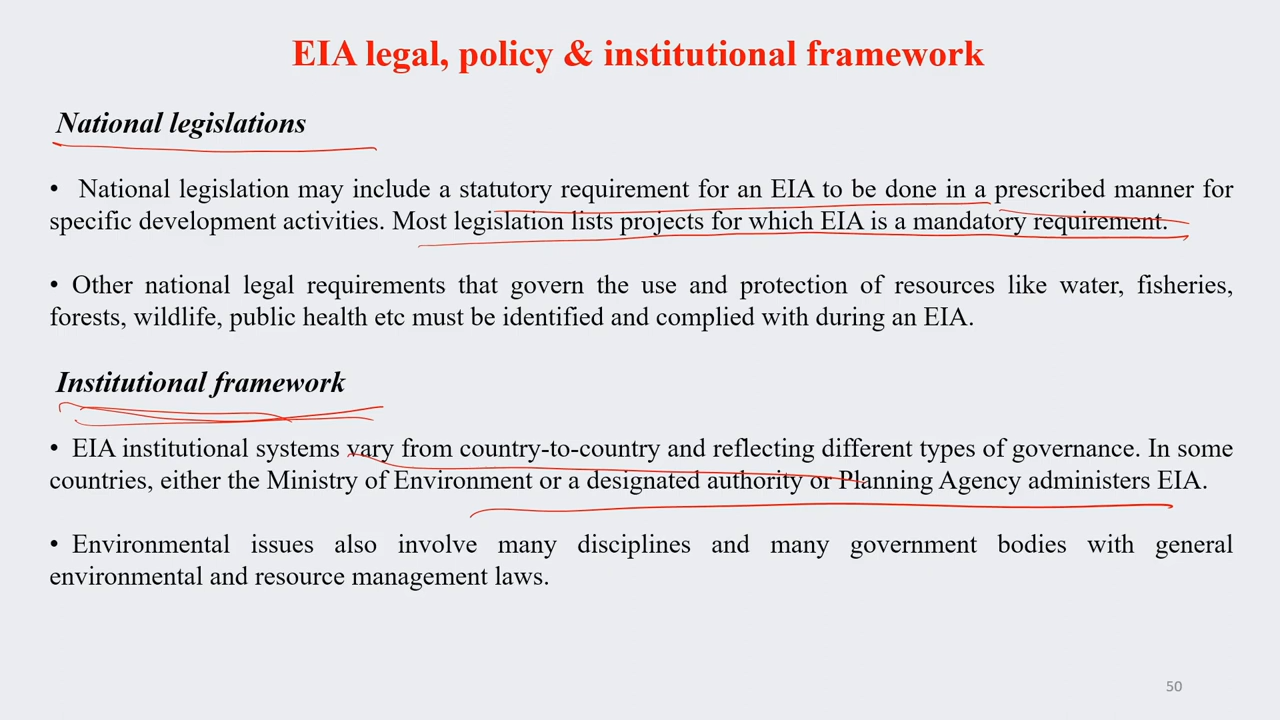 EIA legal, policy & institutional framework
National legislations
• National legislation may include a statutory requirement for an EIA to be done in a prescribed manner for
specific development activities. Most legislation lists projects for which EIA is a mandatory requirement.
• Other national legal requirements that govern the use and protection of resources like water, fisheries,
forests, wildlife, public health etc must be identified and complied with during an EIA.
Institutional framework
• EIA institutional systems vary from country-to-country and reflecting different types of governance. In some
countries, either the Ministry of Environment or a designated authority or Planning Agency administers EIA.
• Environmental issues also involve many disciplines and many government bodies with general
environmental and resource management laws.
50